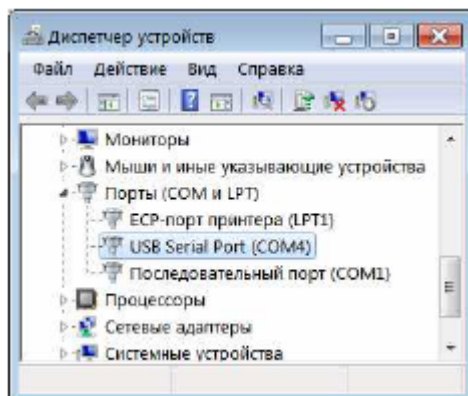 Диспетчер устройств
Файл Действие Вид Справка
Мониторы
Мыши и иные указывающие устройства
Порты (COM и LPT)
ECP-порт принтера (LPT1)
USB Serial Port (COM4)
Последовательный порт (COM1)
Процессоры
Сетевые адаптеры
Системные устройства